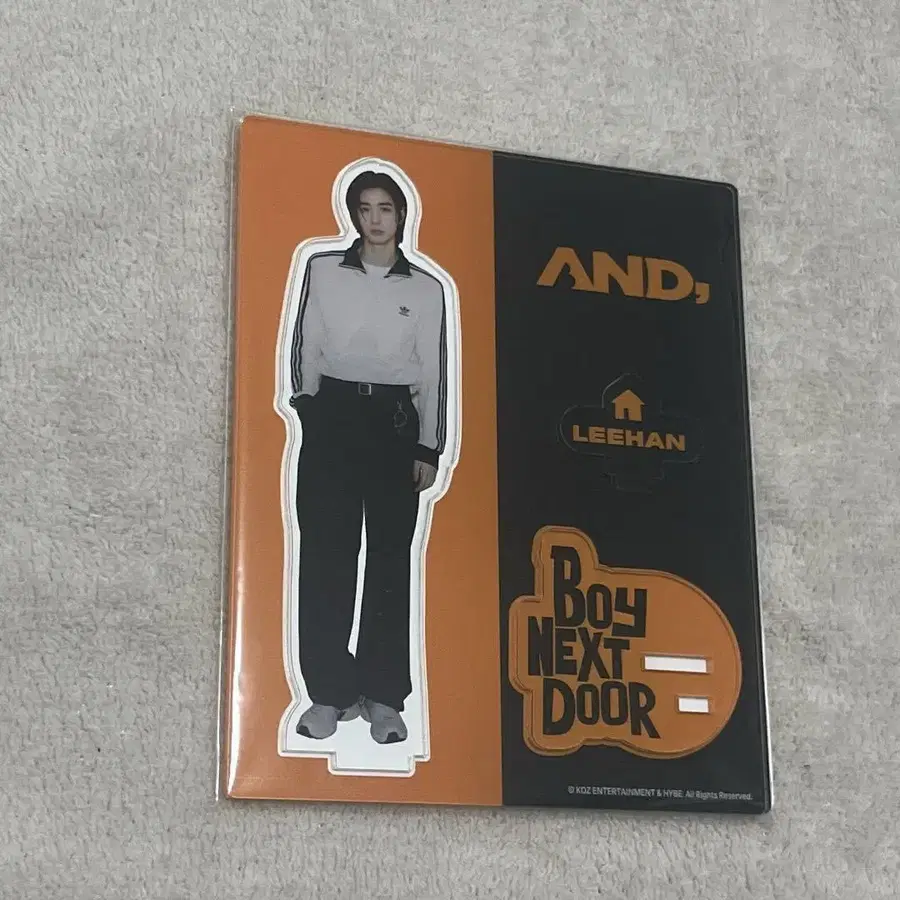 AND,
LEEHAN
BOY
NEXT
DOOR
© KOZ ENTERTAINMENT & HYBE. All Rights Reserved.